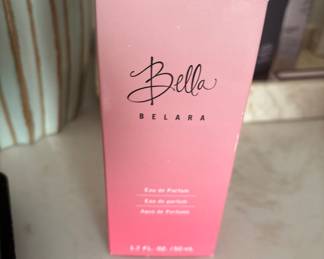 Bella
BELARA
Eau de Parfum
Eau de parfum
Agua de Perfume
1.7 FL. OZ. / 50 mL